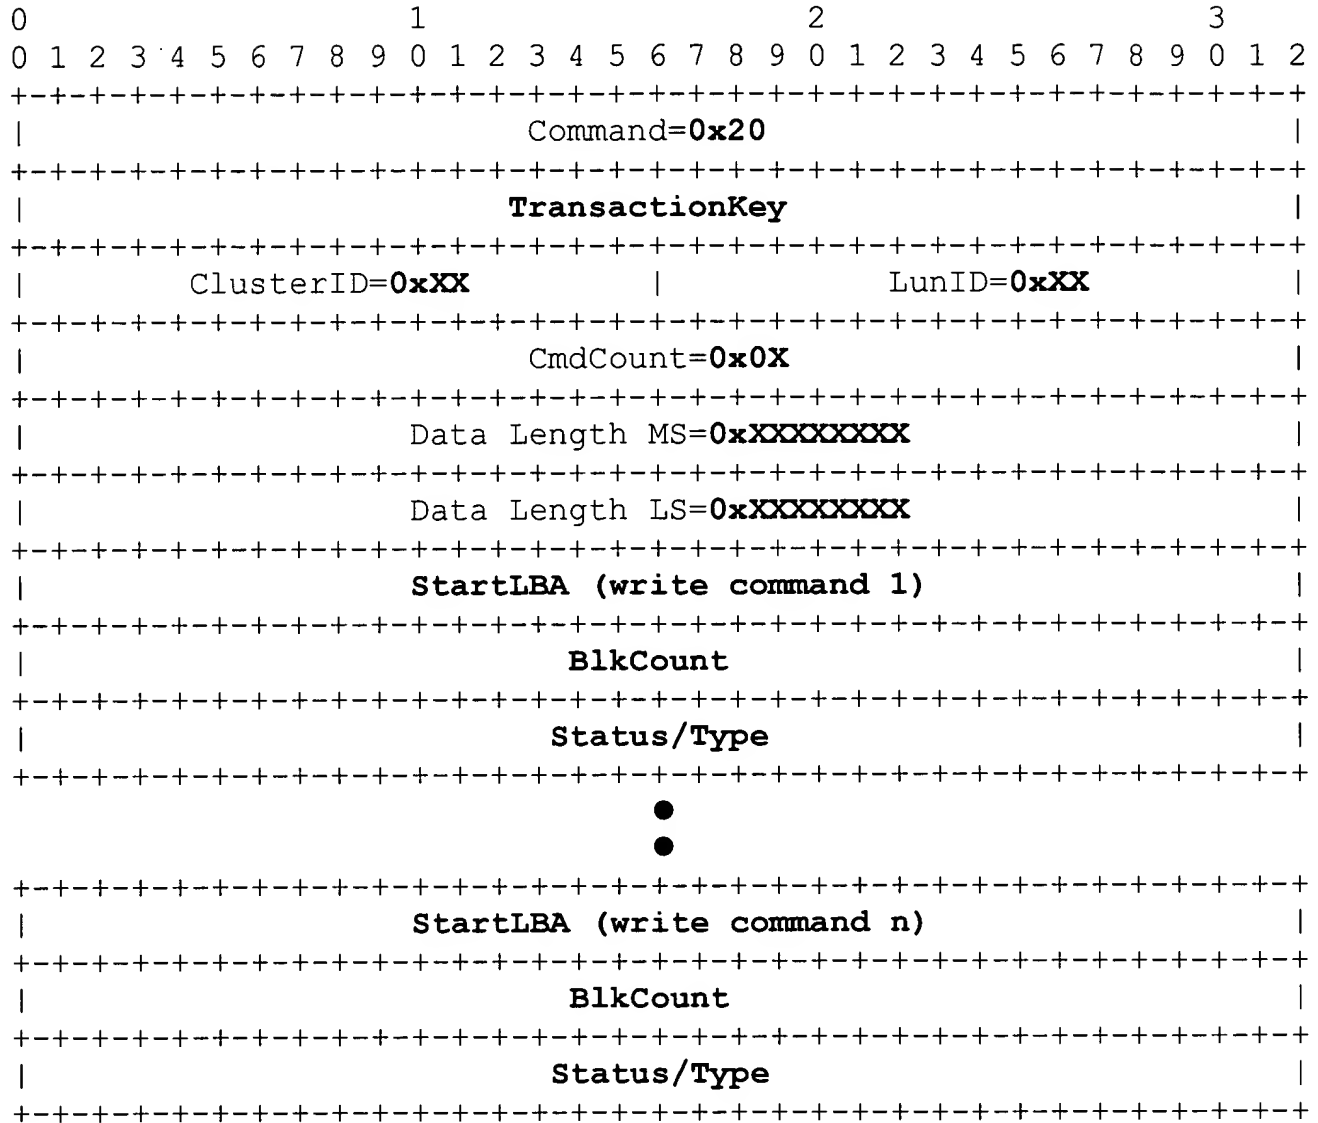 0 1 2 3
0 1 2 3 4 5 6 7 8 9 0 1 2 3 4 5 6 7 8 9 0 1 2 3 4 5 6 7 8 9 0 1 2
+-+-+-+-+-+-+-+-+-+-+-+-+-+-+-+-+-+-+-+-+-+-+-+-+-+-+-+-+-+-+-+-+
| Command=0x20 |
+-+-+-+-+-+-+-+-+-+-+-+-+-+-+-+-+-+-+-+-+-+-+-+-+-+-+-+-+-+-+-+-+
| TransactionKey |
+-+-+-+-+-+-+-+-+-+-+-+-+-+-+-+-+-+-+-+-+-+-+-+-+-+-+-+-+-+-+-+-+
| ClusterID=0xXX | LunID=0xXX |
+-+-+-+-+-+-+-+-+-+-+-+-+-+-+-+-+-+-+-+-+-+-+-+-+-+-+-+-+-+-+-+-+
| CmdCount=0x0X |
+-+-+-+-+-+-+-+-+-+-+-+-+-+-+-+-+-+-+-+-+-+-+-+-+-+-+-+-+-+-+-+-+
| Data Length MS=0xXXXXXXXX |
+-+-+-+-+-+-+-+-+-+-+-+-+-+-+-+-+-+-+-+-+-+-+-+-+-+-+-+-+-+-+-+-+
| Data Length LS=0xXXXXXXXX |
+-+-+-+-+-+-+-+-+-+-+-+-+-+-+-+-+-+-+-+-+-+-+-+-+-+-+-+-+-+-+-+-+
| StartLBA (write command 1) |
+-+-+-+-+-+-+-+-+-+-+-+-+-+-+-+-+-+-+-+-+-+-+-+-+-+-+-+-+-+-+-+-+
| BlkCount |
+-+-+-+-+-+-+-+-+-+-+-+-+-+-+-+-+-+-+-+-+-+-+-+-+-+-+-+-+-+-+-+-+
| Status/Type |
+-+-+-+-+-+-+-+-+-+-+-+-+-+-+-+-+-+-+-+-+-+-+-+-+-+-+-+-+-+-+-+-+
●
●
+-+-+-+-+-+-+-+-+-+-+-+-+-+-+-+-+-+-+-+-+-+-+-+-+-+-+-+-+-+-+-+-+
| StartLBA (write command n) |
+-+-+-+-+-+-+-+-+-+-+-+-+-+-+-+-+-+-+-+-+-+-+-+-+-+-+-+-+-+-+-+-+
| BlkCount |
+-+-+-+-+-+-+-+-+-+-+-+-+-+-+-+-+-+-+-+-+-+-+-+-+-+-+-+-+-+-+-+-+
| Status/Type |
+-+-+-+-+-+-+-+-+-+-+-+-+-+-+-+-+-+-+-+-+-+-+-+-+-+-+-+-+-+-+-+-+